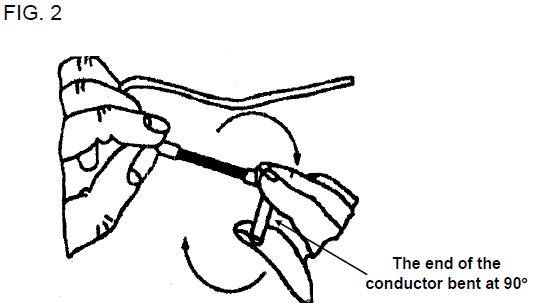 FIG. 2
The end of the
conductor bent at 90°